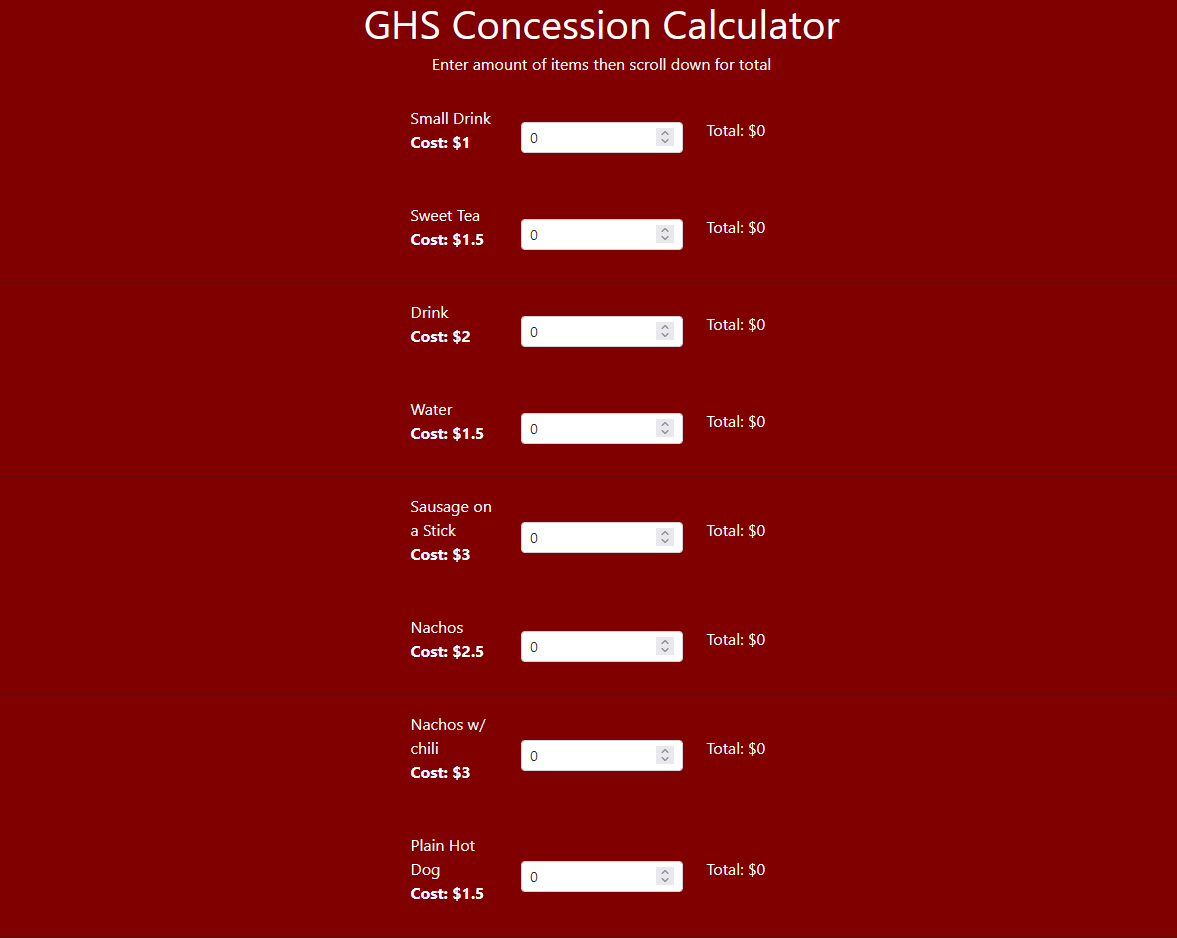 GHS Concession Calculator
Enter amount of items then scroll down for total
Small Drink
Cost: $1
0
Total: $0
Sweet Tea
Cost: $1.5
0
Total: $0
Drink
Cost: $2
0
Total: $0
Water
Cost: $1.5
0
Total: $0
Sausage on
a Stick
Cost: $3
0
Total: $0
Nachos
Cost: $2.5
0
Total: $0
Nachos w/
chili
Cost: $3
0
Total: $0
Plain Hot
Dog
Cost: $1.5
0
Total: $0